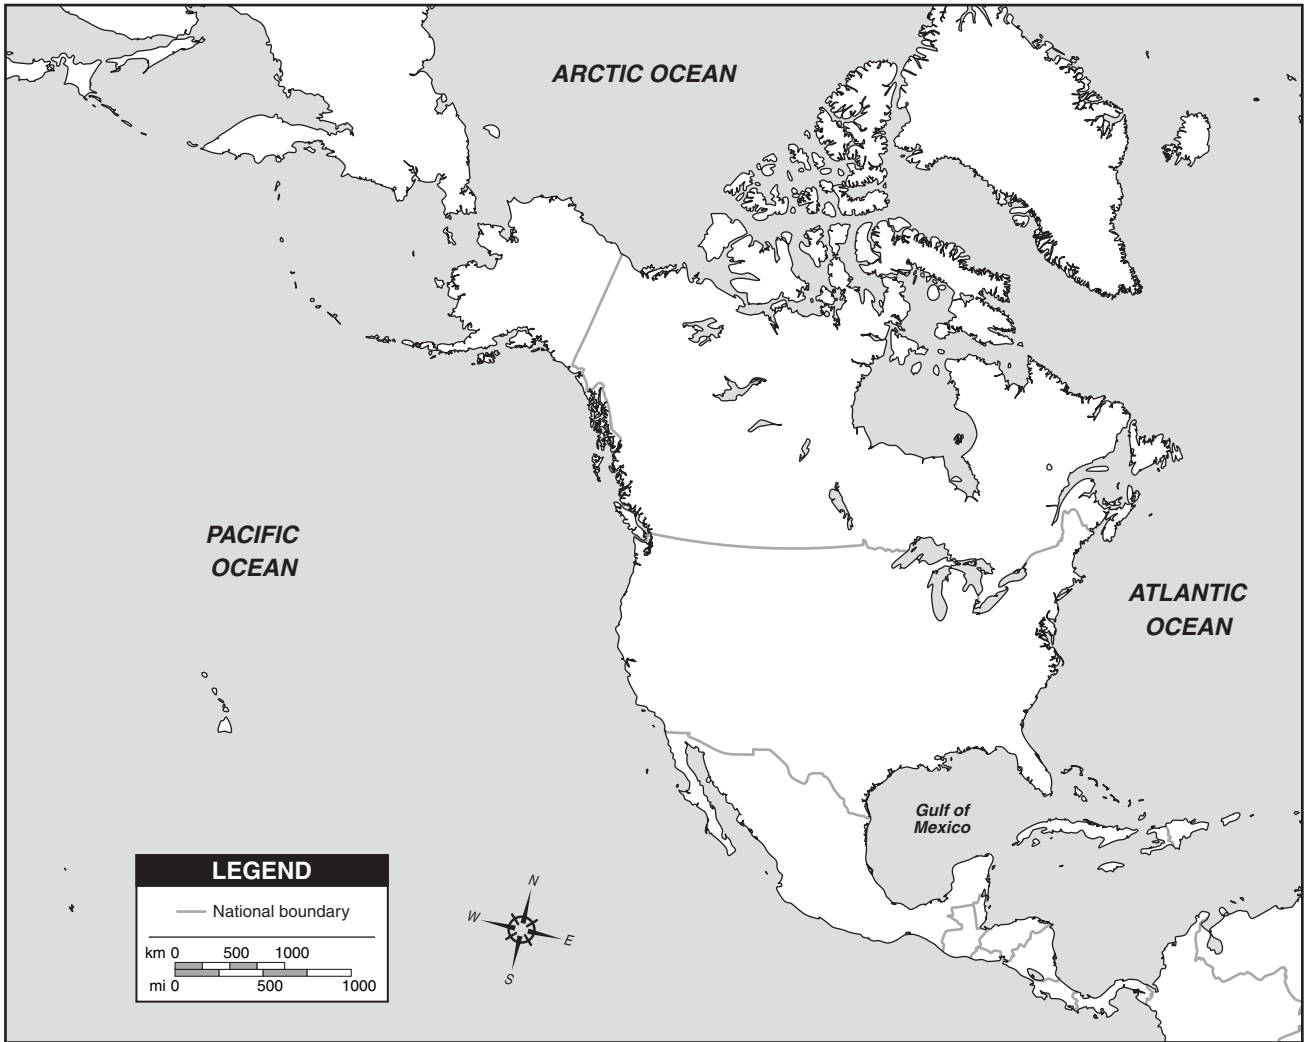 ARCTIC OCEAN
PACIFIC
OCEAN
ATLANTIC
OCEAN
Gulf of
Mexico
LEGEND
National boundary
km 0 500 1000
mi 0 500 1000
N
W
E
S